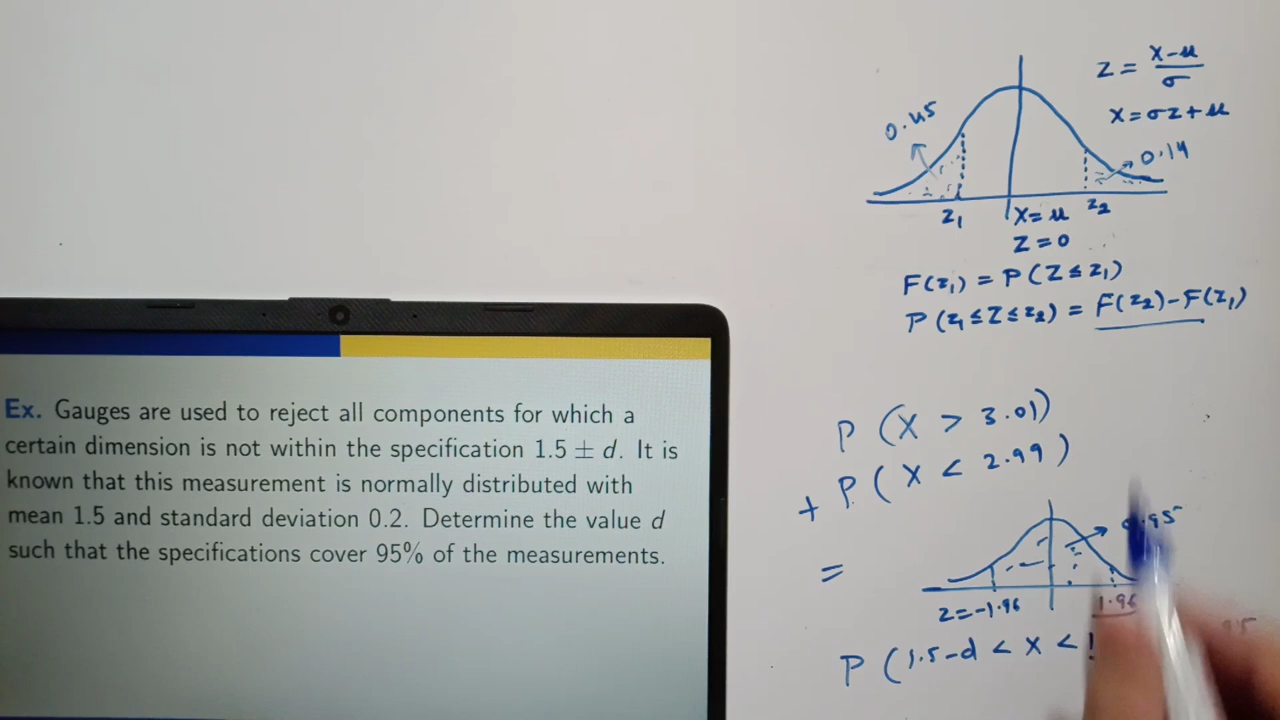 Ex. Gauges are used to reject all components for which a
certain dimension is not within the specification 1.5 ± d. It is
known that this measurement is normally distributed with
mean 1.5 and standard deviation 0.2. Determine the value d
such that the specifications cover 95% of the measurements.
Z = X-μ/σ
X = σZ+μ
0.45
0.14
z₁ X=μ z₂
Z=0
F(z₁) = P(Z≤z₁)
P(z₁≤Z≤z₂) = F(z₂)-F(z₁)
P(X > 3.01)
+ P(X < 2.99)
=
Z=-1.96 1.96
P(1.5-d < X <